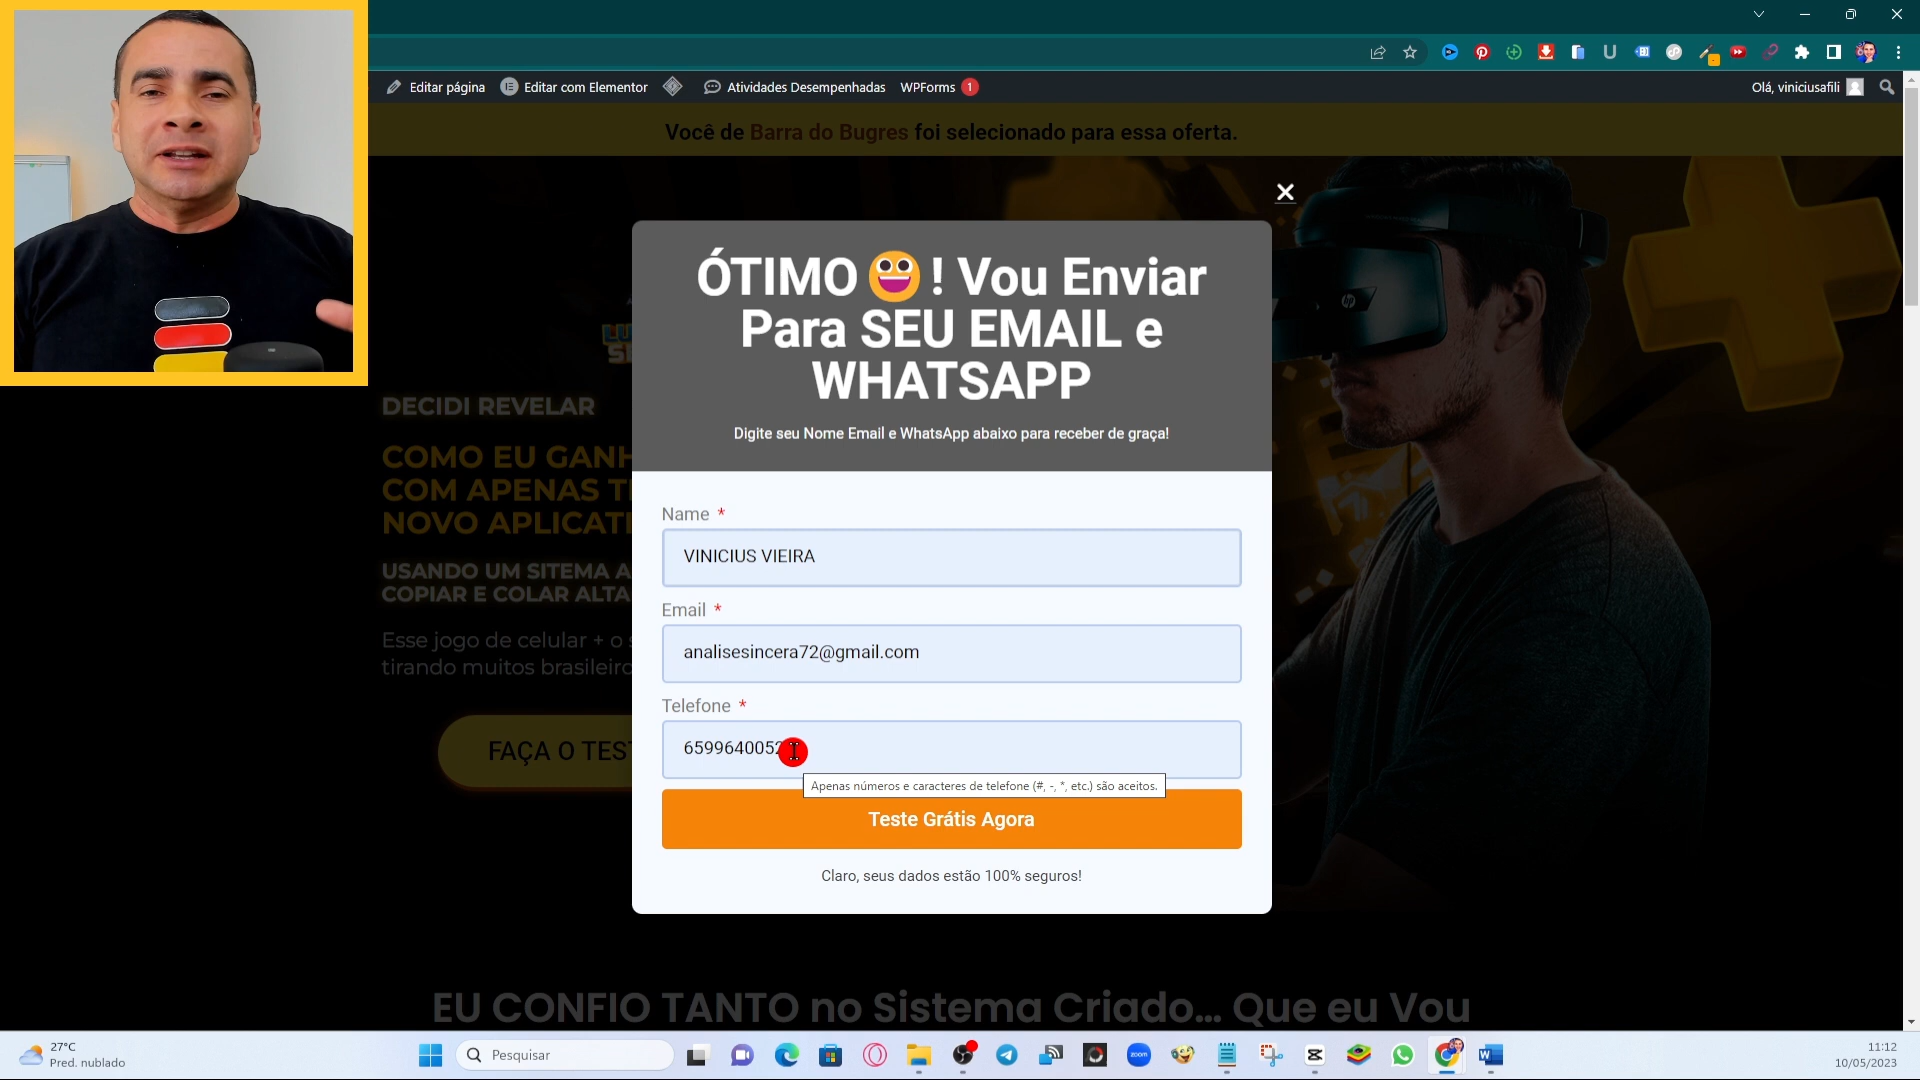 Editar página
Editar com Elementor
Atividades Desempenhadas
WPForms 1
Olá, viniciusafili
Você de Barra do Bugres foi selecionado para essa oferta.
ÓTIMO😀! Vou Enviar
Para SEU EMAIL e
WHATSAPP
Digite seu Nome Email e WhatsApp abaixo para receber de graça!
DECIDI REVELAR
COMO EU GANH
COM APENAS T
NOVO APLICATI
USANDO UM SITEMA A
COPIAR E COLAR ALTA
Esse jogo de celular + o s
tirando muitos brasileiro
FAÇA O TEST
Name *
VINICIUS VIEIRA
Email *
analisesincera72@gmail.com
Telefone *
6599640052
Apenas números e caracteres de telefone (#, -, *, etc.) são aceitos.
Teste Grátis Agora
Claro, seus dados estão 100% seguros!
hp
EU CONFIO TANTO no Sistema Criado... Que eu Vou
27°C
Pred. nublado
Pesquisar
zoom
11:12
10/05/2023